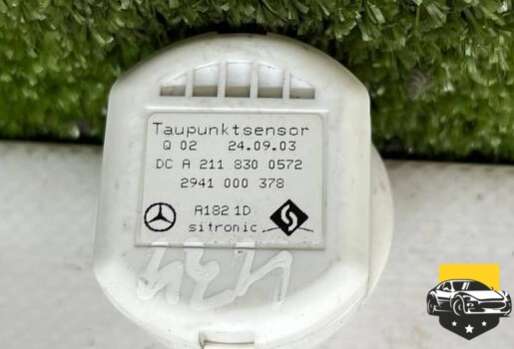 Taupunktsensor
Q 02 24.09.03
DC A 211 830 0572
2941 000 378
A182 1D
sitronic